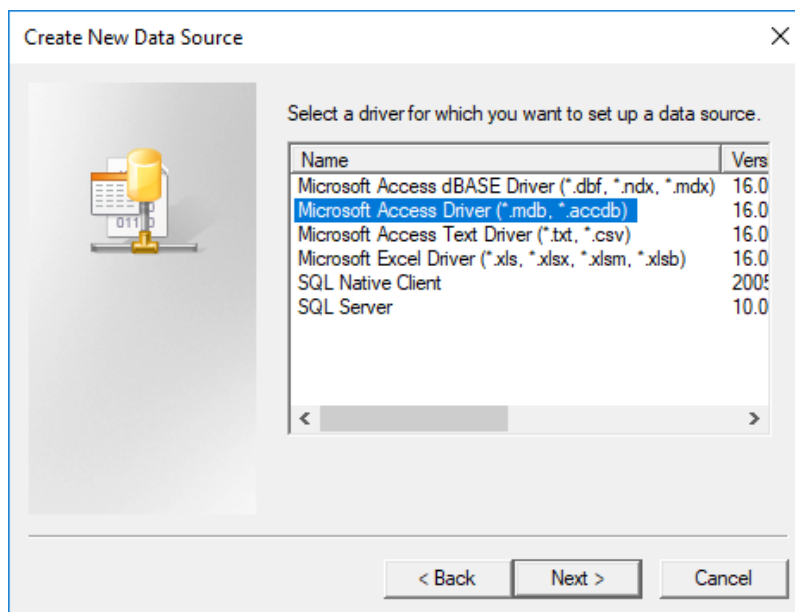 Create New Data Source
Select a driver for which you want to set up a data source.
Name Vers
Microsoft Access dBASE Driver (*.dbf, *.ndx, *.mdx) 16.0
Microsoft Access Driver (*.mdb, *.accdb) 16.0
Microsoft Access Text Driver (*.txt, *.csv) 16.0
Microsoft Excel Driver (*.xls, *.xlsx, *.xlsm, *.xlsb) 16.0
SQL Native Client 2005
SQL Server 10.0
< Back Next > Cancel